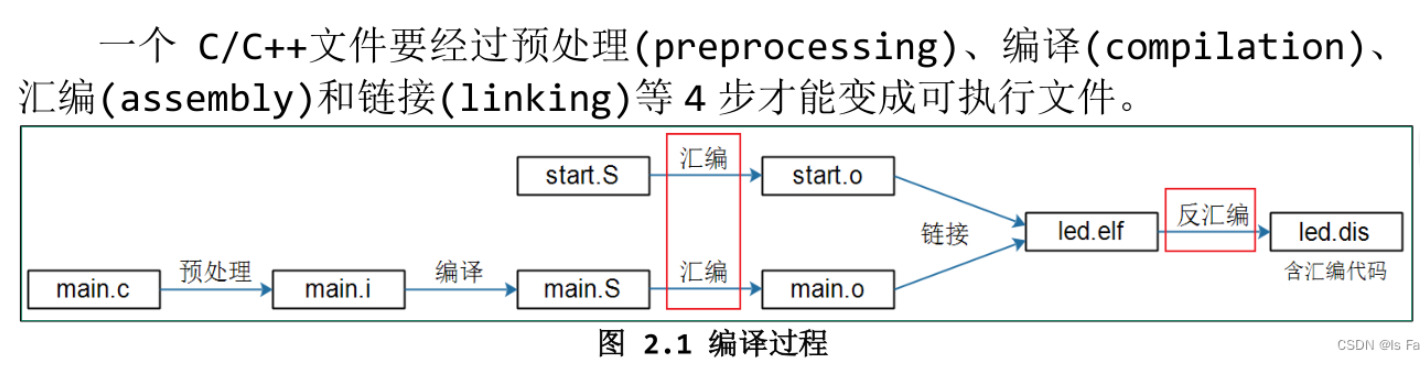 一个 C/C++文件要经过预处理(preprocessing)、编译(compilation)、
汇编(assembly)和链接(linking)等 4 步才能变成可执行文件。
start.S
汇编
start.o
链接
led.elf
反汇编
led.dis
含汇编代码
main.c
预处理
main.i
编译
main.S
汇编
main.o
图 2.1 编译过程
CSDN @Is Fa